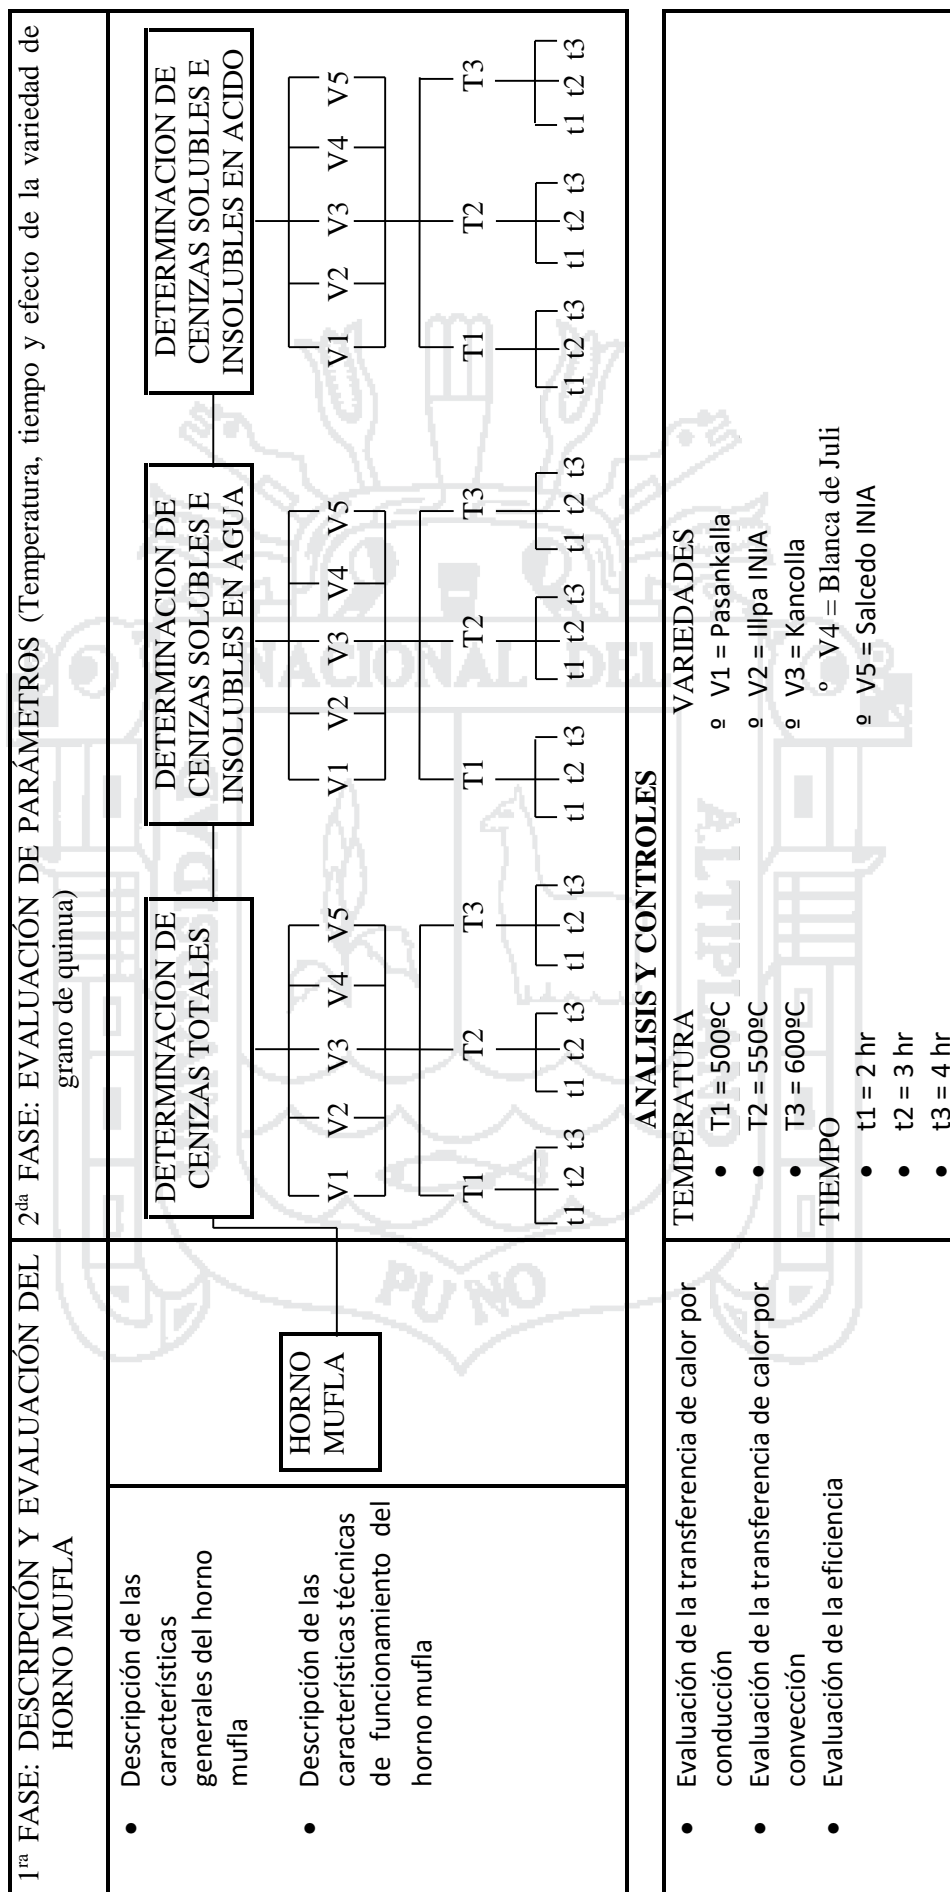 1ra FASE: DESCRIPCIÓN Y EVALUACIÓN DEL
HORNO MUFLA
2da FASE: EVALUACIÓN DE PARÁMETROS (Temperatura, tiempo y efecto de la variedad de
grano de quinua)
• Descripción de las
características
generales del horno
mufla
• Descripción de las
características técnicas
de funcionamiento del
horno mufla
HORNO
MUFLA
DETERMINACION DE
CENIZAS TOTALES
V1 V2 V3 V4 V5
T1 T2 T3
t1 t2 t3 t1 t2 t3 t1 t2 t3
DETERMINACION DE
CENIZAS SOLUBLES E
INSOLUBLES EN AGUA
V1 V2 V3 V4 V5
T1 T2 T3
t1 t2 t3 t1 t2 t3 t1 t2 t3
DETERMINACION DE
CENIZAS SOLUBLES E
INSOLUBLES EN ACIDO
V1 V2 V3 V4 V5
T1 T2 T3
t1 t2 t3 t1 t2 t3 t1 t2 t3
ANALISIS Y CONTROLES
• Evaluación de la transferencia de calor por
conducción
• Evaluación de la transferencia de calor por
convección
• Evaluación de la eficiencia
TEMPERATURA
• T1 = 500ºC
• T2 = 550ºC
• T3 = 600ºC
TIEMPO
• t1 = 2 hr
• t2 = 3 hr
• t3 = 4 hr
VARIEDADES
º V1 = Pasankalla
º V2 = Illpa INIA
º V3 = Kancolla
º V4 = Blanca de Juli
º V5 = Salcedo INIA
NACIONAL DEL
ALTIPLANO
PUNO